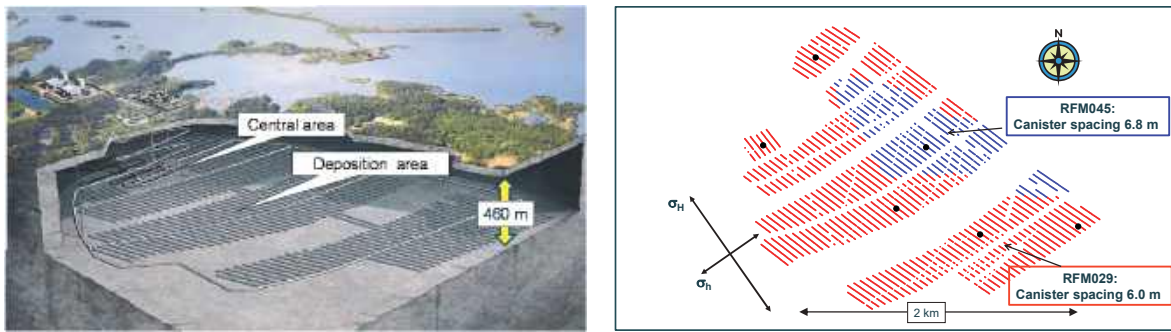 Central area
Deposition area
460 m
N
RFM045:
Canister spacing 6.8 m
σH
σh
RFM029:
Canister spacing 6.0 m
2 km